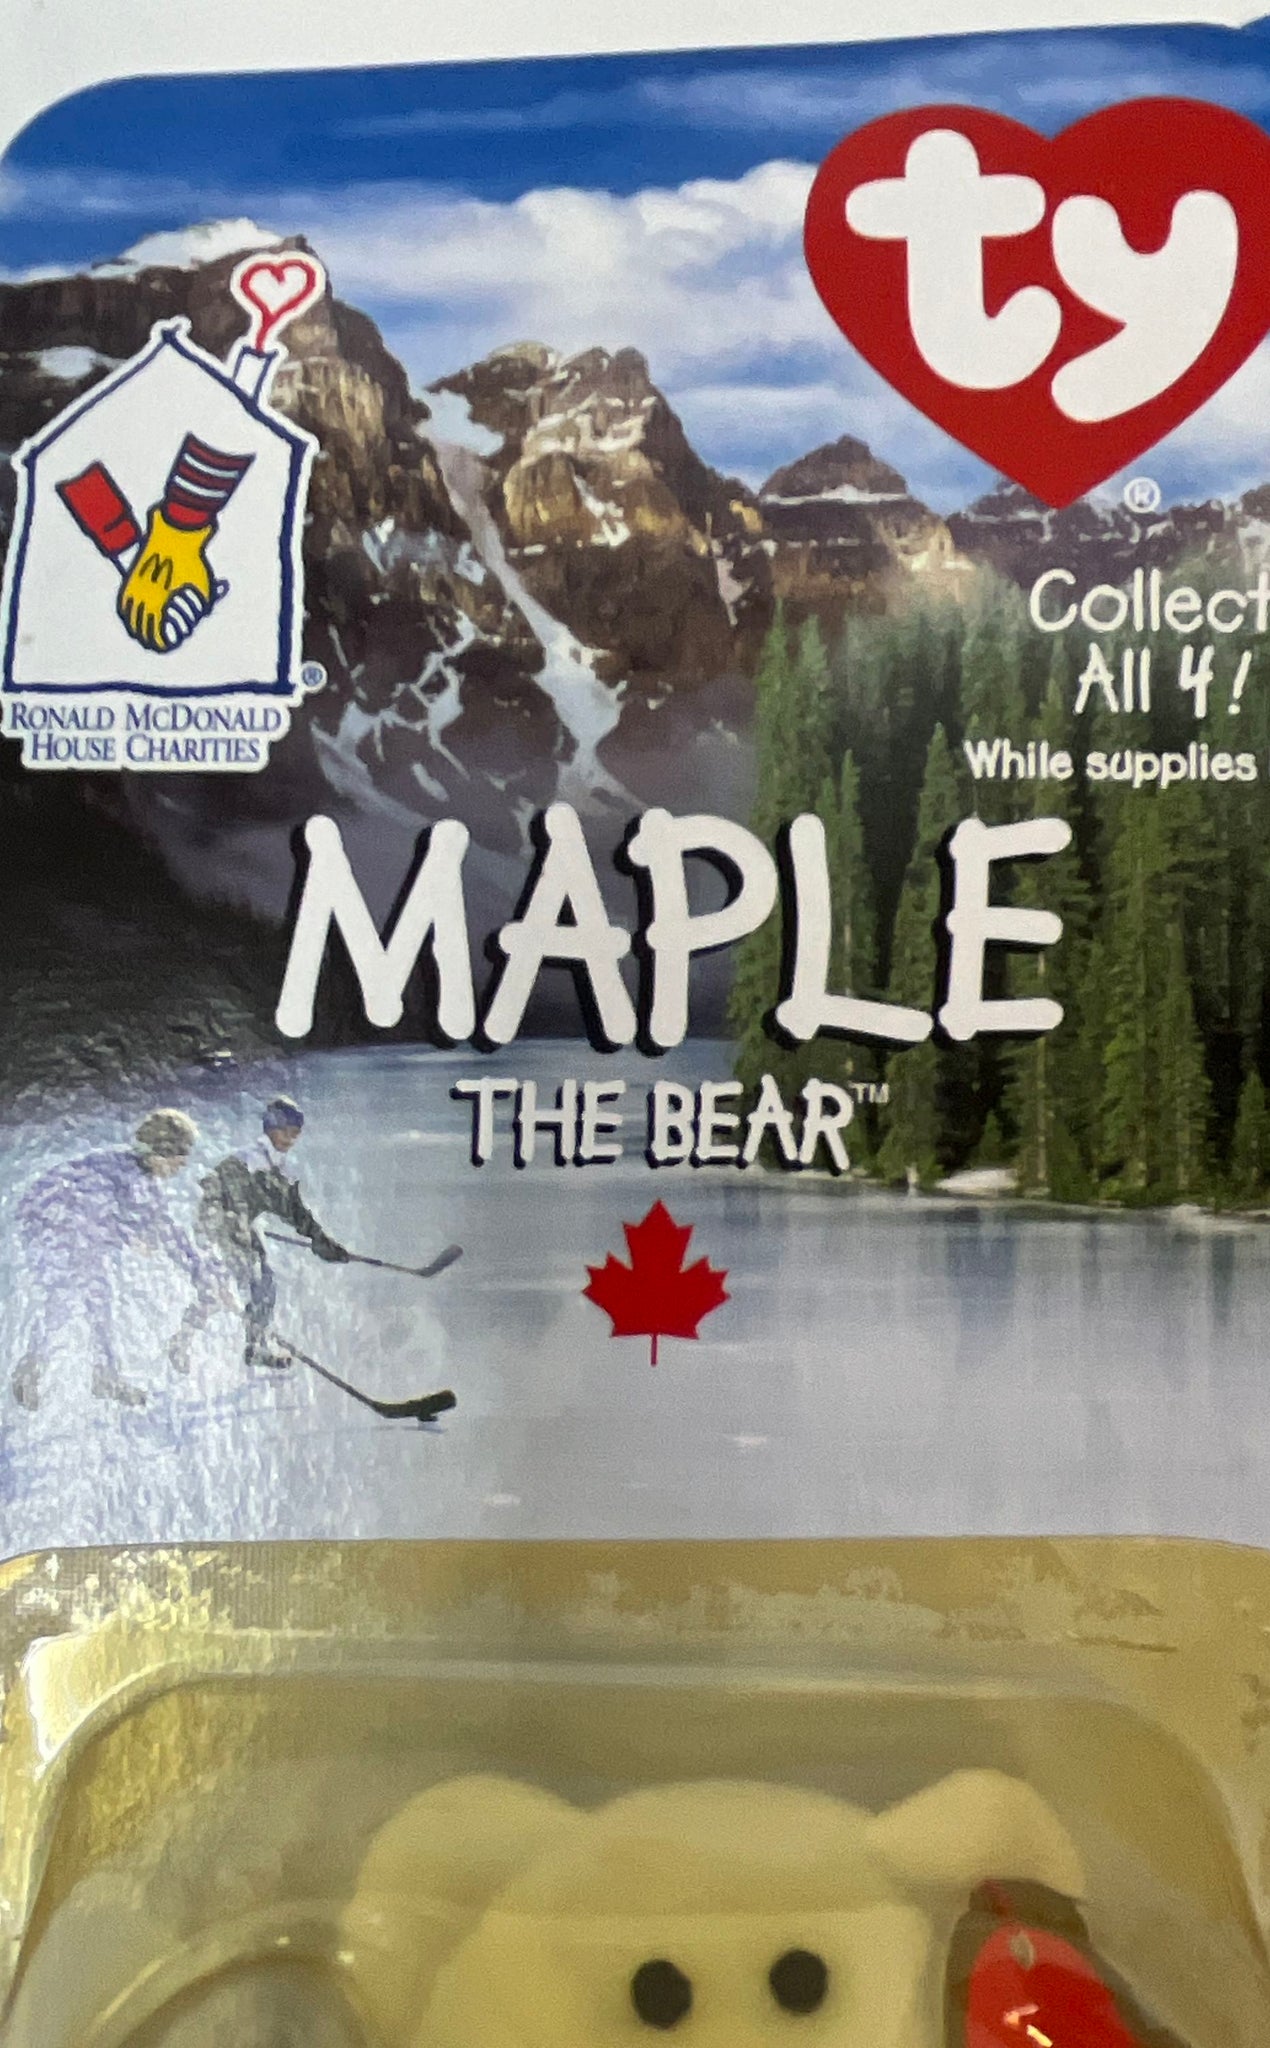 ty
®
Collect
All 4!
While supplies
M
®
RONALD MCDONALD
HOUSE CHARITIES
MAPLE
THE BEAR™